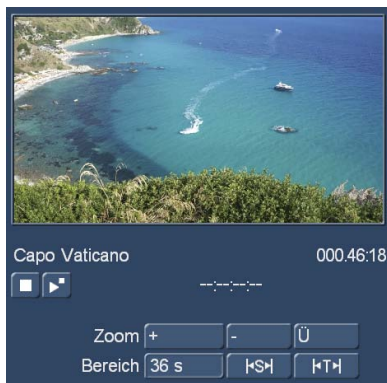 Capo Vaticano 000.46:18
--:--:--:--
Zoom + - Ü
Bereich 36 s S T